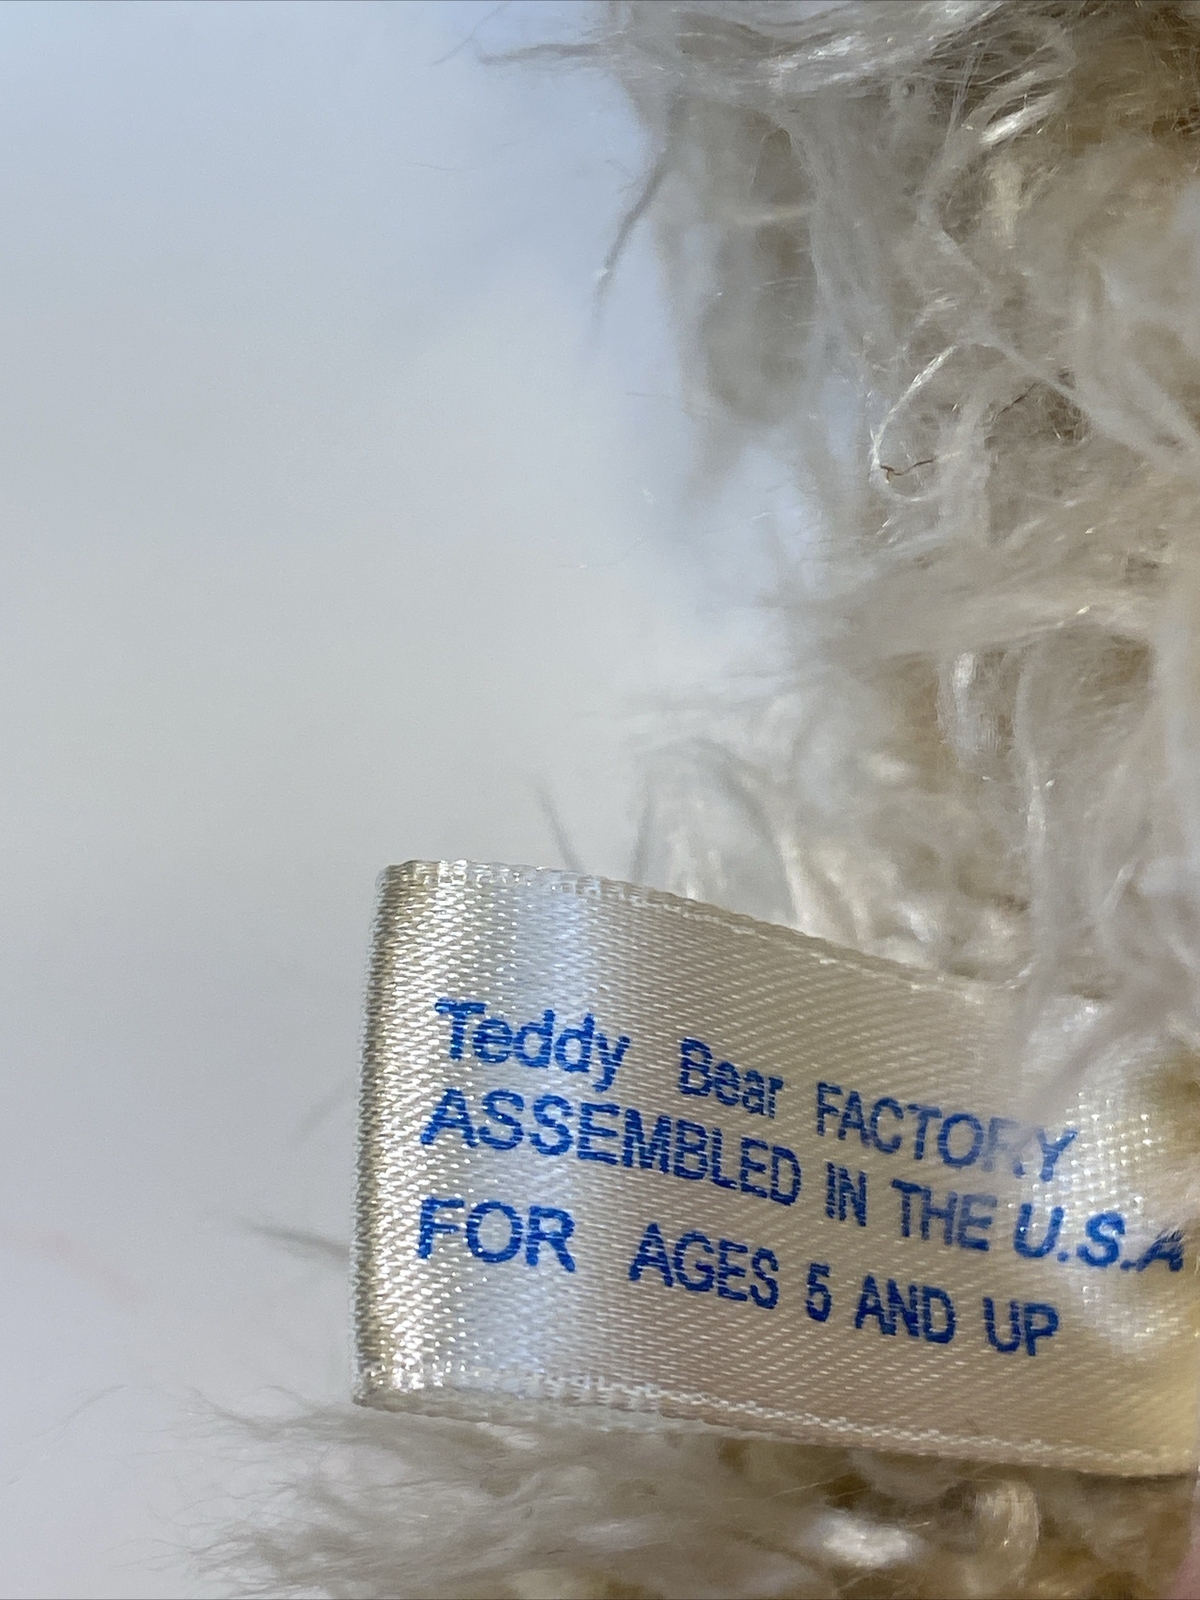 Teddy Bear FACTORY
ASSEMBLED IN THE U.S.A
FOR AGES 5 AND UP